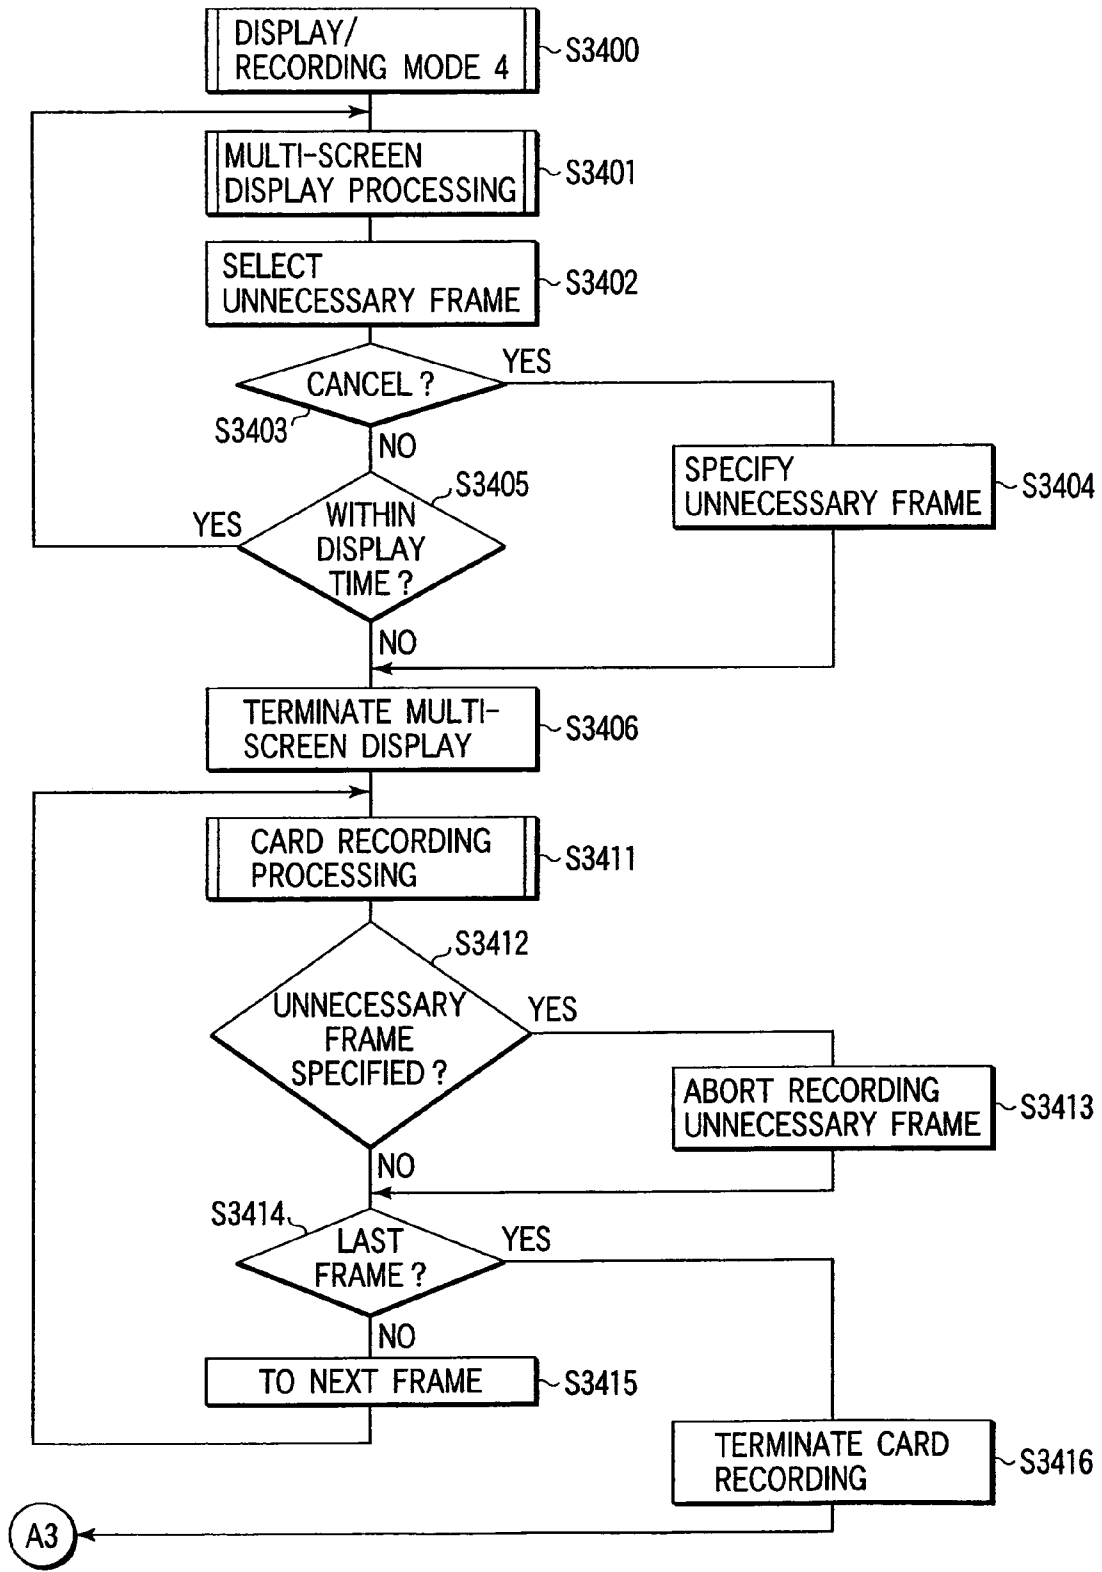 DISPLAY/
RECORDING MODE 4
S3400
MULTI-SCREEN
DISPLAY PROCESSING
S3401
SELECT
UNNECESSARY FRAME
S3402
CANCEL ?
YES
S3403
NO
SPECIFY
UNNECESSARY FRAME
S3404
S3405
YES
WITHIN
DISPLAY
TIME ?
NO
TERMINATE MULTI-
SCREEN DISPLAY
S3406
CARD RECORDING
PROCESSING
S3411
S3412
UNNECESSARY
FRAME
SPECIFIED ?
YES
ABORT RECORDING
UNNECESSARY FRAME
S3413
NO
S3414
LAST
FRAME ?
YES
NO
TO NEXT FRAME
S3415
TERMINATE CARD
RECORDING
S3416
A3